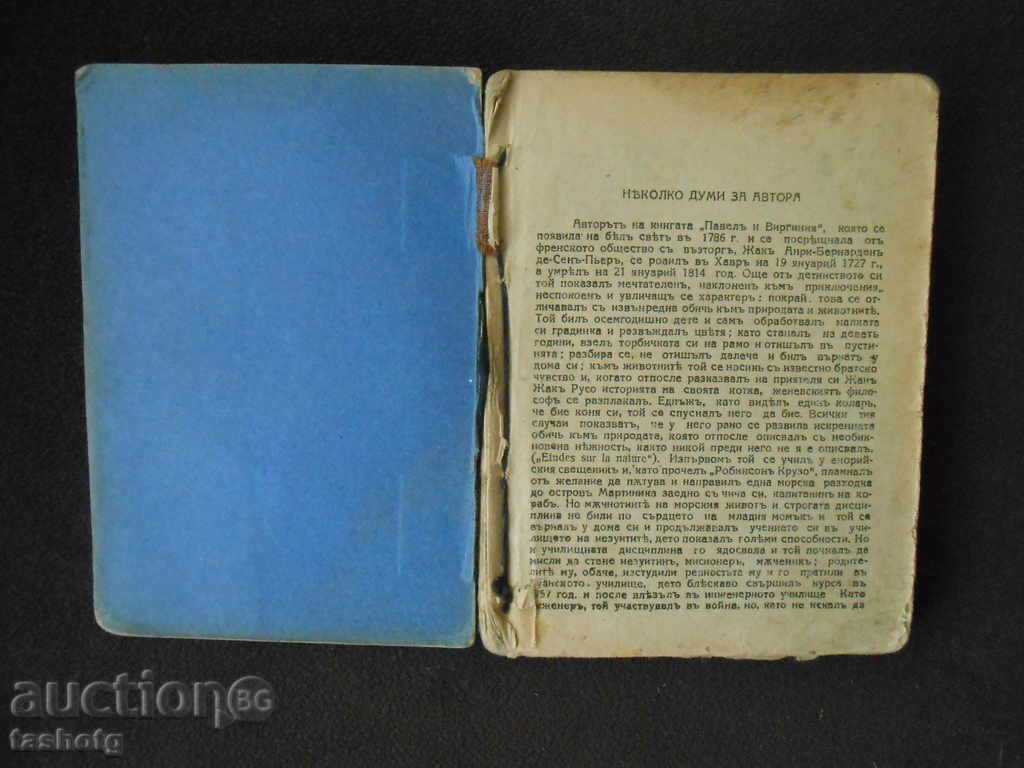 НѢКОЛКО ДУМИ ЗА АВТОРА
Авторътъ на книгата „Павелъ и Виргиния“, която се
появила на бѣлъ свѣтъ въ 1786 г. и се посрѣщнала отъ
френското общество съ възторгъ, Жакъ Анри-Бернарденъ
де-Сенъ-Пьеръ, се родилъ въ Хавръ на 19 януарий 1727 г.,
а умрѣлъ на 21 януарий 1814 год. Още отъ детинството си
той показалъ мечтателенъ, наклоненъ къмъ приключения,
неспокоенъ и увличащъ се характеръ: покрай това се от-
личавалъ съ извънредна обичь къмъ природата и животнитѣ.
Той билъ осемгодишно дете и самъ обработвалъ малката
си градинка и развъждалъ цвѣтя; като станалъ на деветь
години, взелъ торбичката си на рамо и отишълъ въ пусти-
нята; разбира се, не отишълъ далече и билъ върнатъ у
дома си; къмъ животнитѣ той се носилъ съ известно братско
чувство и, когато отпосле разказвалъ на приятеля си Жанъ
Жакъ Русо историята на своята котка, женевскиятъ фило-
софъ се разплакалъ. Еднѫжъ, като видѣлъ единъ коларь,
че бие коня си, той се спусналъ него да бие. Всички тия
случаи показватъ, че у него рано се развила искренната
обичь къмъ природата, която отпосле описвалъ съ необик-
новена нѣжность, както никой преди него не я е описвалъ.
(„Etudes sur la nature“). Изпървомъ той се училъ у енорий-
ския свещеникъ и, като прочелъ „Робинсонъ Крузо“, пламналъ
отъ желание да пѫтува и направилъ една морска разходка
до островъ Мартиника заедно съ чича си, капитанинъ на ко-
рабъ. Но мѫчнотиитѣ на морския животъ и строгата дисци-
плина не били по сърдцето на младия момъкъ и той се
върналъ у дома си и продължавалъ учението си въ учи-
лището на иезуититѣ, дето показалъ голѣми способности. Но
и училищната дисциплина го ядосвала и той почналъ да
мисли да стане иезуитинъ, мисионеръ, мѫченикъ; родите-
литѣ му, обаче, изстудили ревностьта му и го пратили въ
училище, дето блѣскаво свършилъ курса въ
год. и после влѣзълъ въ инженерното училище Като
той участвувалъ въ война, но, като не искалъ да
auction BG
tashofg